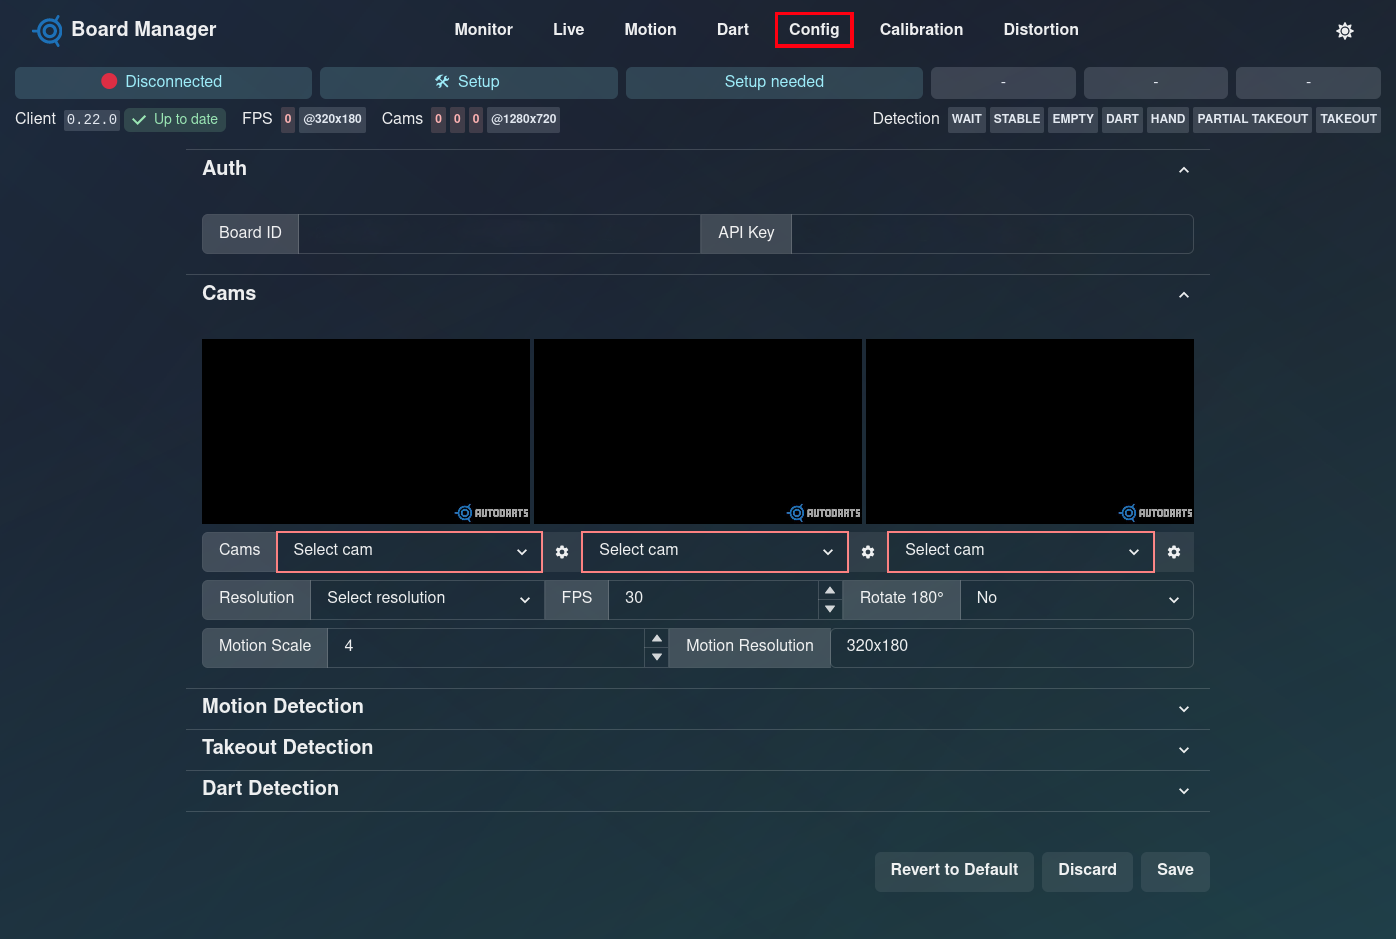 Board Manager Monitor Live Motion Dart Config Calibration Distortion
Disconnected Setup Setup needed - - -
Client 0.22.0 Up to date FPS 0 @320x180 Cams 0 0 0 @1280x720 Detection WAIT STABLE EMPTY DART HAND PARTIAL TAKEOUT TAKEOUT
Auth
Board ID API Key
Cams
AUTODARTS AUTODARTS AUTODARTS
Cams Select cam Select cam Select cam
Resolution Select resolution FPS 30 Rotate 180° No
Motion Scale 4 Motion Resolution 320x180
Motion Detection
Takeout Detection
Dart Detection
Revert to Default Discard Save